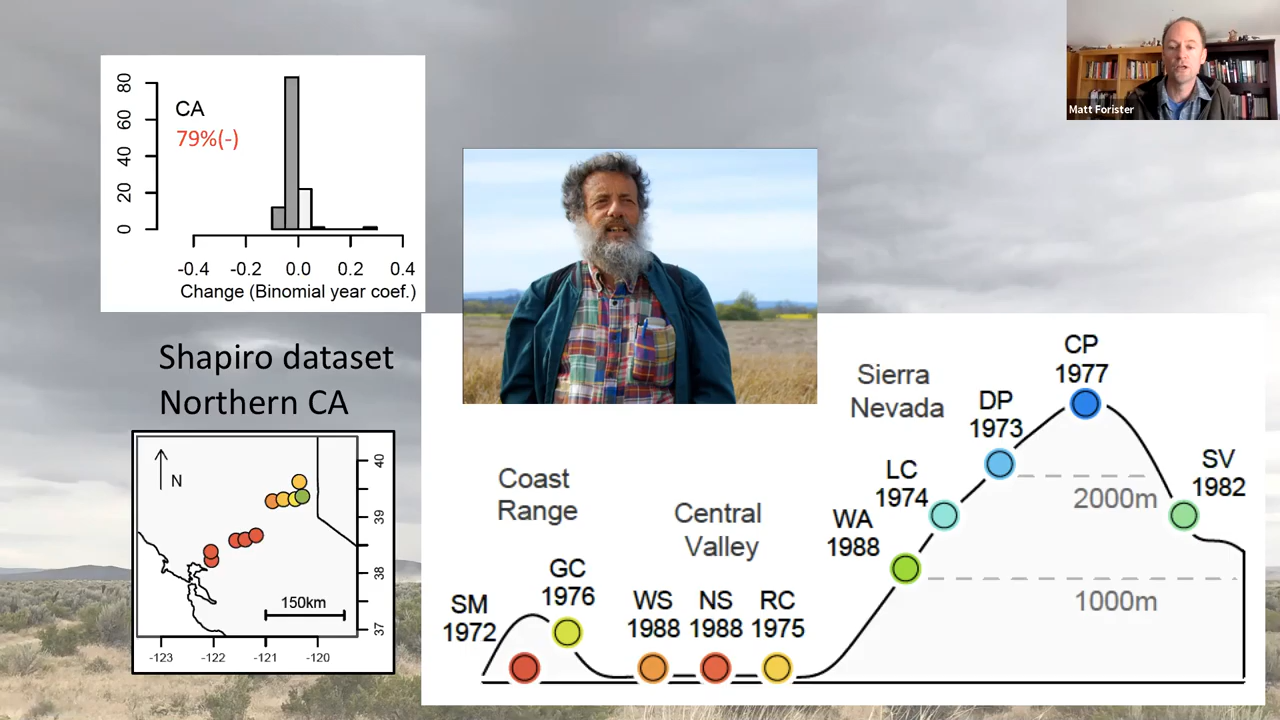 80
60
40
20
0
CA
79%(-)
-0.4 -0.2 0.0 0.2 0.4
Change (Binomial year coef.)
Matt Forister
Shapiro dataset
Northern CA
N
40
39
38
37
150km
-123 -122 -121 -120
Coast
Range
Central
Valley
Sierra
Nevada
SM
1972
GC
1976
WS
1988
NS
1988
RC
1975
WA
1988
LC
1974
DP
1973
CP
1977
SV
1982
2000m
1000m